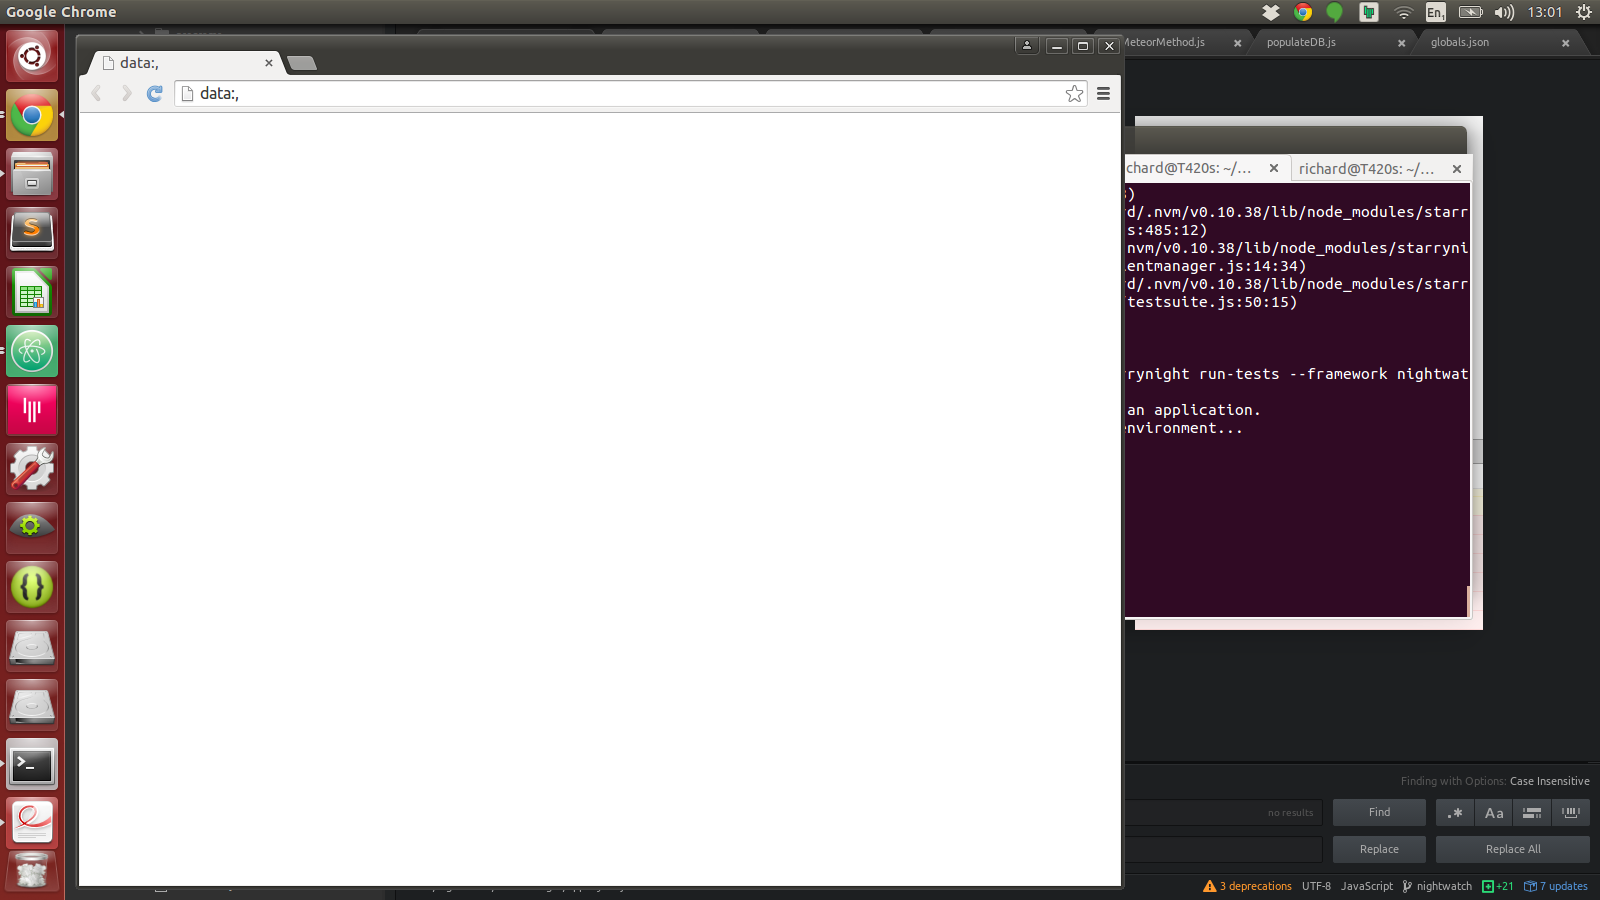 Google Chrome
En1
13:01
data:,
MeteorMethod.js
populateDB.js
globals.json
data:,
chard@T420s: ~/...
richard@T420s: ~/...
)
d/.nvm/v0.10.38/lib/node_modules/starr
s:485:12)
nvm/v0.10.38/lib/node_modules/starryni
entmanager.js:14:34)
d/.nvm/v0.10.38/lib/node_modules/starr
testsuite.js:50:15)
rynight run-tests --framework nightwat
an application.
nvironment...
Finding with Options: Case Insensitive
no results
Find
.*
Aa
Replace
Replace All
3 deprecations
UTF-8
JavaScript
nightwatch
+21
7 updates